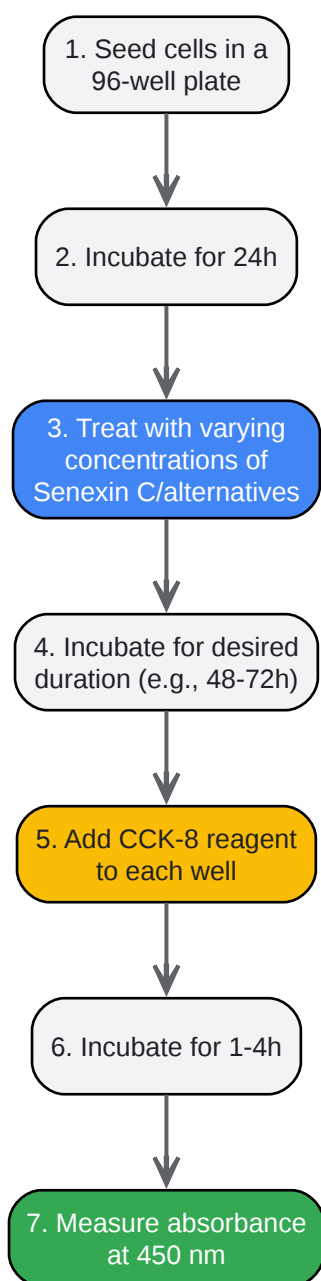 1. Seed cells in a
96-well plate
2. Incubate for 24h
3. Treat with varying
concentrations of
Senexin C/alternatives
4. Incubate for desired
duration (e.g., 48-72h)
5. Add CCK-8 reagent
to each well
6. Incubate for 1-4h
7. Measure absorbance
at 450 nm